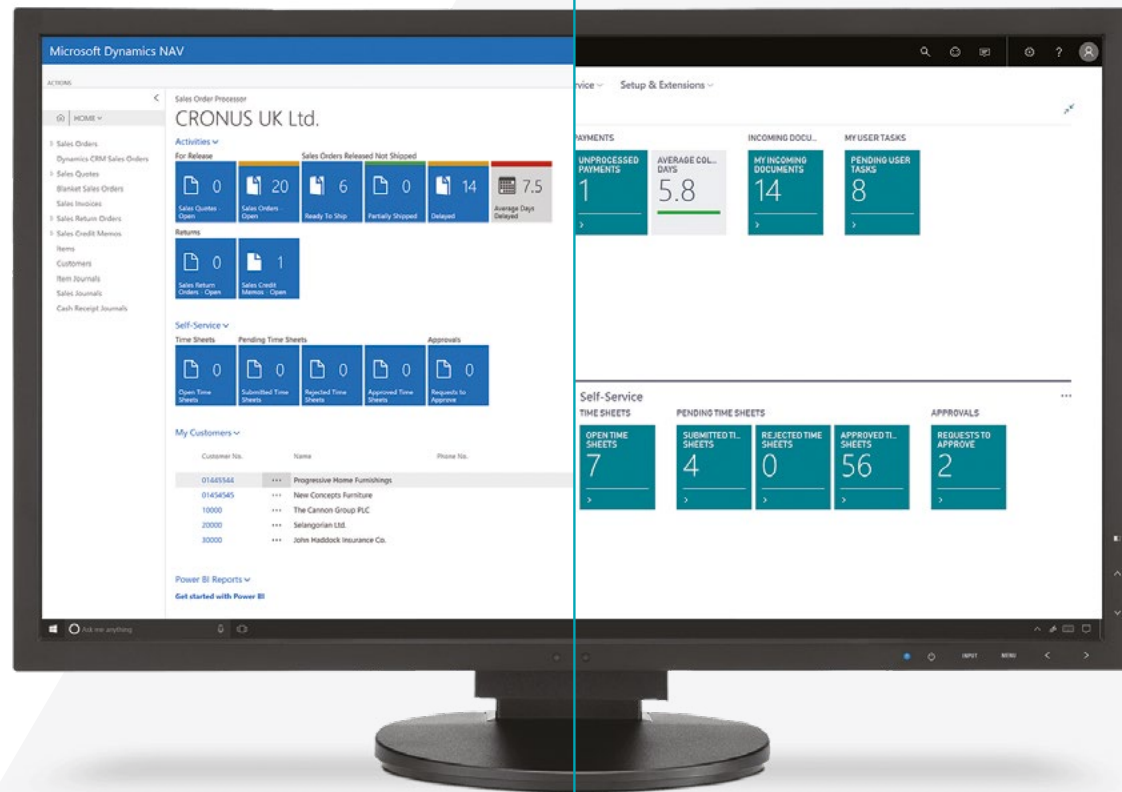 Microsoft Dynamics NAV
ACTIONS
HOME
Sales Orders
Dynamics CRM Sales Orders
Sales Quotes
Blanket Sales Orders
Sales Invoices
Sales Return Orders
Sales Credit Memos
Items
Customers
Item Journals
Sales Journals
Cash Receipt Journals
Sales Order Processor
CRONUS UK Ltd.
Activities
For Release
Sales Orders Released Not Shipped
0
Sales Quotes -
Open
20
Sales Orders -
Open
6
Ready To Ship
0
Partially Shipped
14
Delayed
7.5
Average Days
Delayed
Returns
0
Sales Return
Orders - Open
1
Sales Credit
Memos - Open
Self-Service
Time Sheets
Pending Time Sheets
Approvals
0
Open Time
Sheets
0
Submitted Time
Sheets
0
Rejected Time
Sheets
0
Approved Time
Sheets
0
Requests to
Approve
My Customers
Customer No. Name Phone No.
01445544 ••• Progressive Home Furnishings
01454545 ••• New Concepts Furniture
10000 ••• The Cannon Group PLC
20000 ••• Selangorian Ltd.
30000 ••• John Haddock Insurance Co.
Power BI Reports
Get started with Power BI
Ask me anything
?
rvice
Setup & Extensions
PAYMENTS
UNPROCESSED
PAYMENTS
1
AVERAGE COL...
DAYS
5.8
INCOMING DOCU...
MY INCOMING
DOCUMENTS
14
MY USER TASKS
PENDING USER
TASKS
8
Self-Service
TIME SHEETS
OPEN TIME
SHEETS
7
PENDING TIME SHEETS
SUBMITTED TI...
SHEETS
4
REJECTED TIME
SHEETS
0
APPROVED TI...
SHEETS
56
APPROVALS
REQUESTS TO
APPROVE
2
INPUT MENU